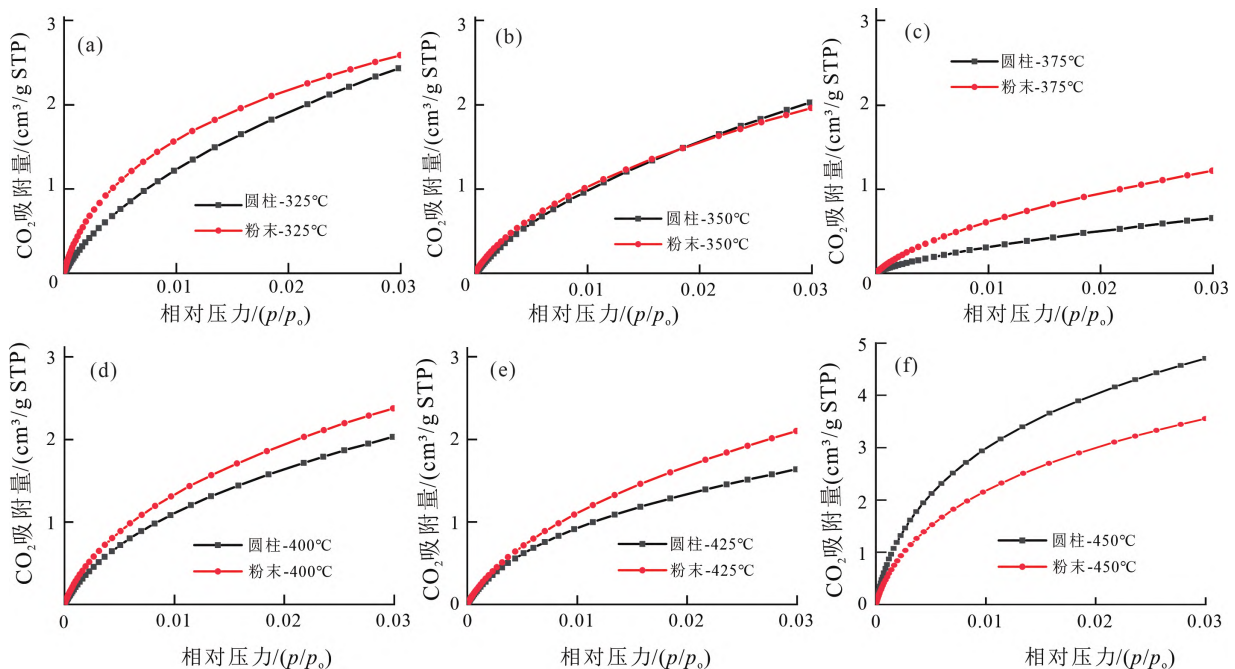 (a)
CO₂吸附量/(cm³/g STP)
3
2
1
0
圆柱-325℃
粉末-325℃
0
0.01
0.02
0.03
相对压力/(p/pₒ)
(b)
CO₂吸附量/(cm³/g STP)
3
2
1
0
圆柱-350℃
粉末-350℃
0
0.01
0.02
0.03
相对压力/(p/pₒ)
(c)
CO₂吸附量/(cm³/g STP)
3
2
1
0
圆柱-375℃
粉末-375℃
0
0.01
0.02
0.03
相对压力/(p/pₒ)
(d)
CO₂吸附量/(cm³/g STP)
3
2
1
0
圆柱-400℃
粉末-400℃
0
0.01
0.02
0.03
相对压力/(p/pₒ)
(e)
CO₂吸附量/(cm³/g STP)
3
2
1
0
圆柱-425℃
粉末-425℃
0
0.01
0.02
0.03
相对压力/(p/pₒ)
(f)
CO₂吸附量(cm³/g STP)
5
4
3
2
1
0
圆柱-450℃
粉末-450℃
0
0.01
0.02
0.03
相对压力/(p/pₒ)